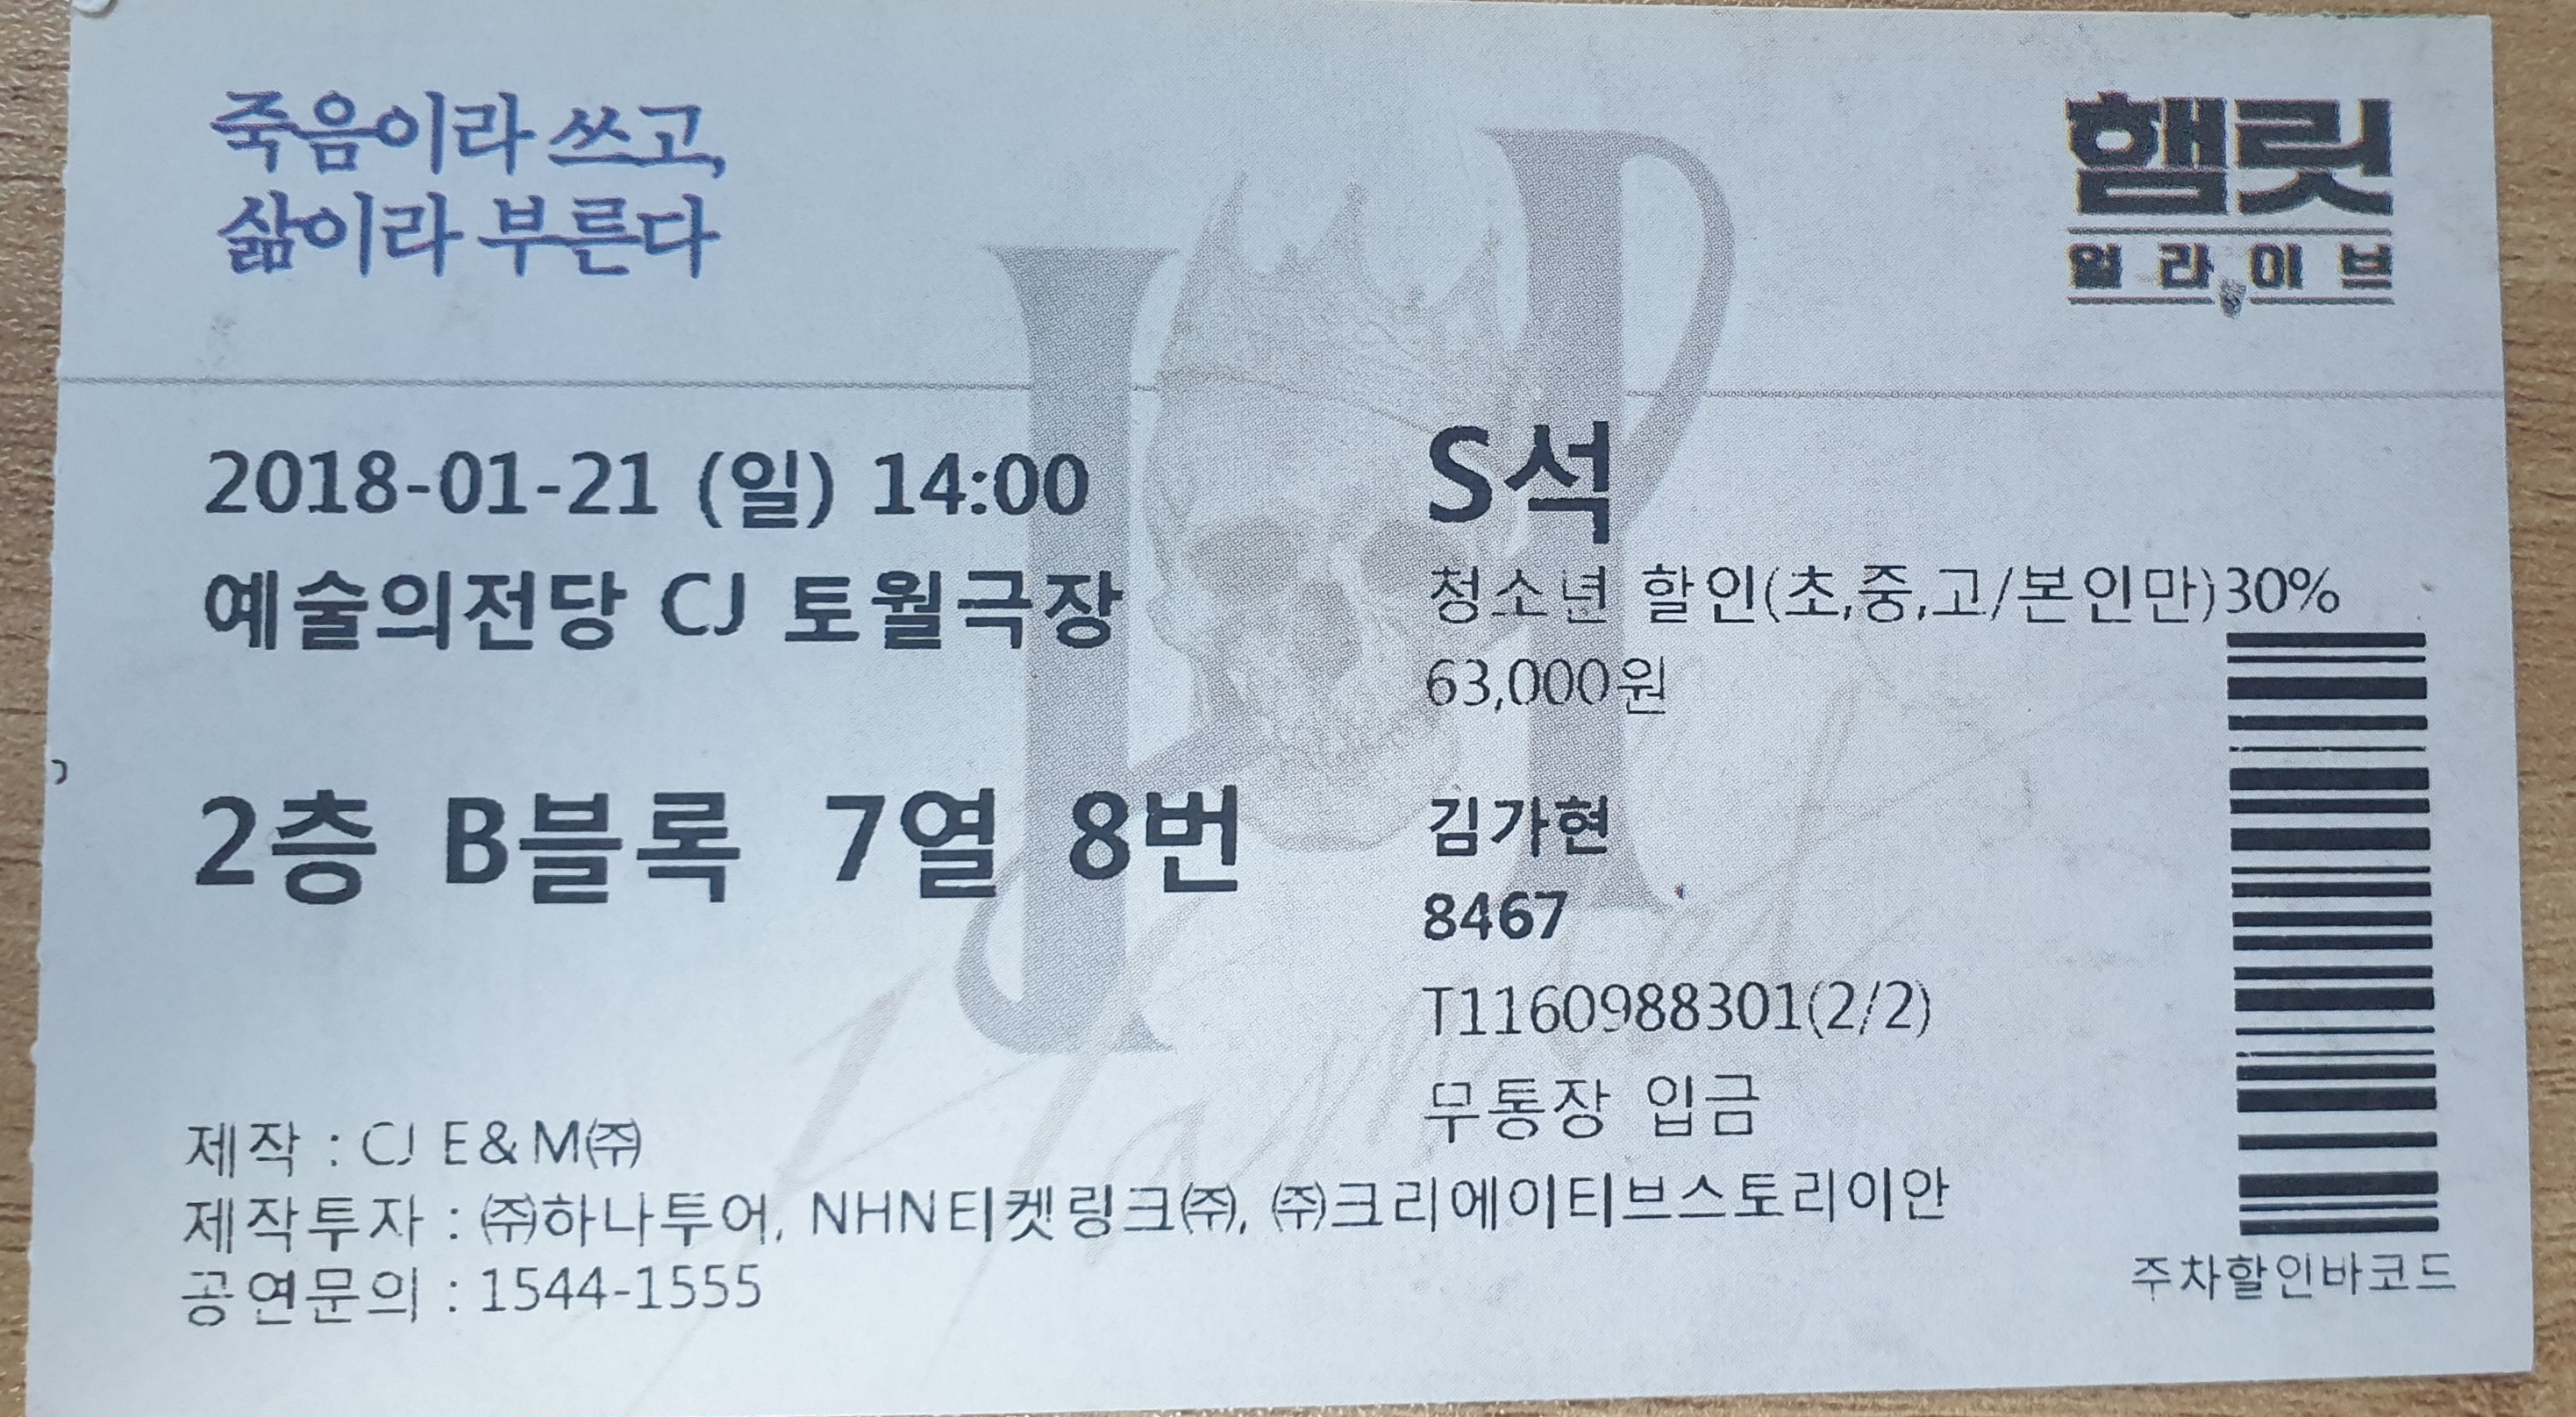 죽음이라 쓰고,
삶이라 부른다
햄릿
얼라이브
2018-01-21 (일) 14:00
예술의전당 CJ 토월극장
2층 B블록 7열 8번
S석
청소년 할인(초,중,고/본인만)30%
63,000원
김가현
8467
T1160988301(2/2)
무통장 입금
제작 : CJ E&M㈜
제작투자 : ㈜하나투어, NHN티켓링크㈜, ㈜크리에이티브스토리이안
공연문의 : 1544-1555
주차할인바코드